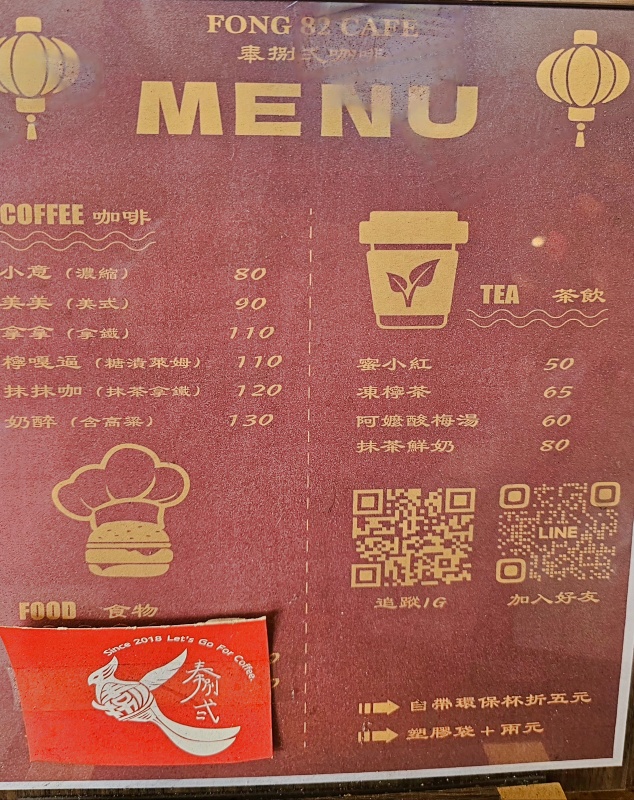 FONG 82 CAFE
奉捌弍咖啡
MENU
COFFEE 咖啡
小意（濃縮） 80
美美（美式） 90
拿拿（拿鐵） 110
檸嘎逼（糖漬萊姆） 110
抹抹咖（抹茶拿鐵） 120
奶醉（含高粱） 130
FOOD 食物
Since 2018 Let's Go For Coffee.
奉捌弍
TEA 茶飲
蜜小紅 50
凍檸茶 65
阿嬤酸梅湯 60
抹茶鮮奶 80
LINE
追蹤IG
加入好友
自帶環保杯折五元
塑膠袋＋兩元